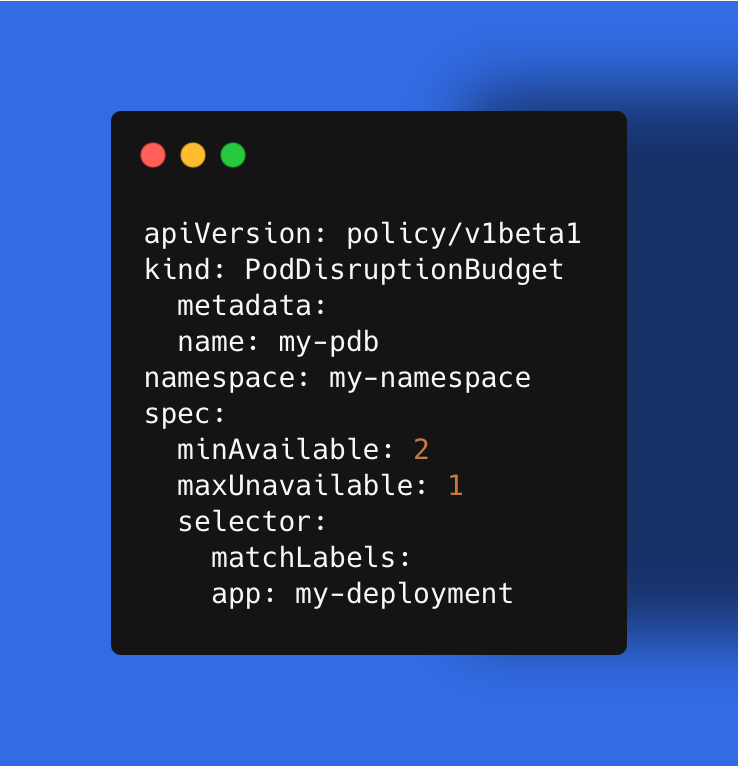 apiVersion: policy/v1beta1
kind: PodDisruptionBudget
  metadata:
  name: my-pdb
namespace: my-namespace
spec:
  minAvailable: 2
  maxUnavailable: 1
  selector:
    matchLabels:
    app: my-deployment